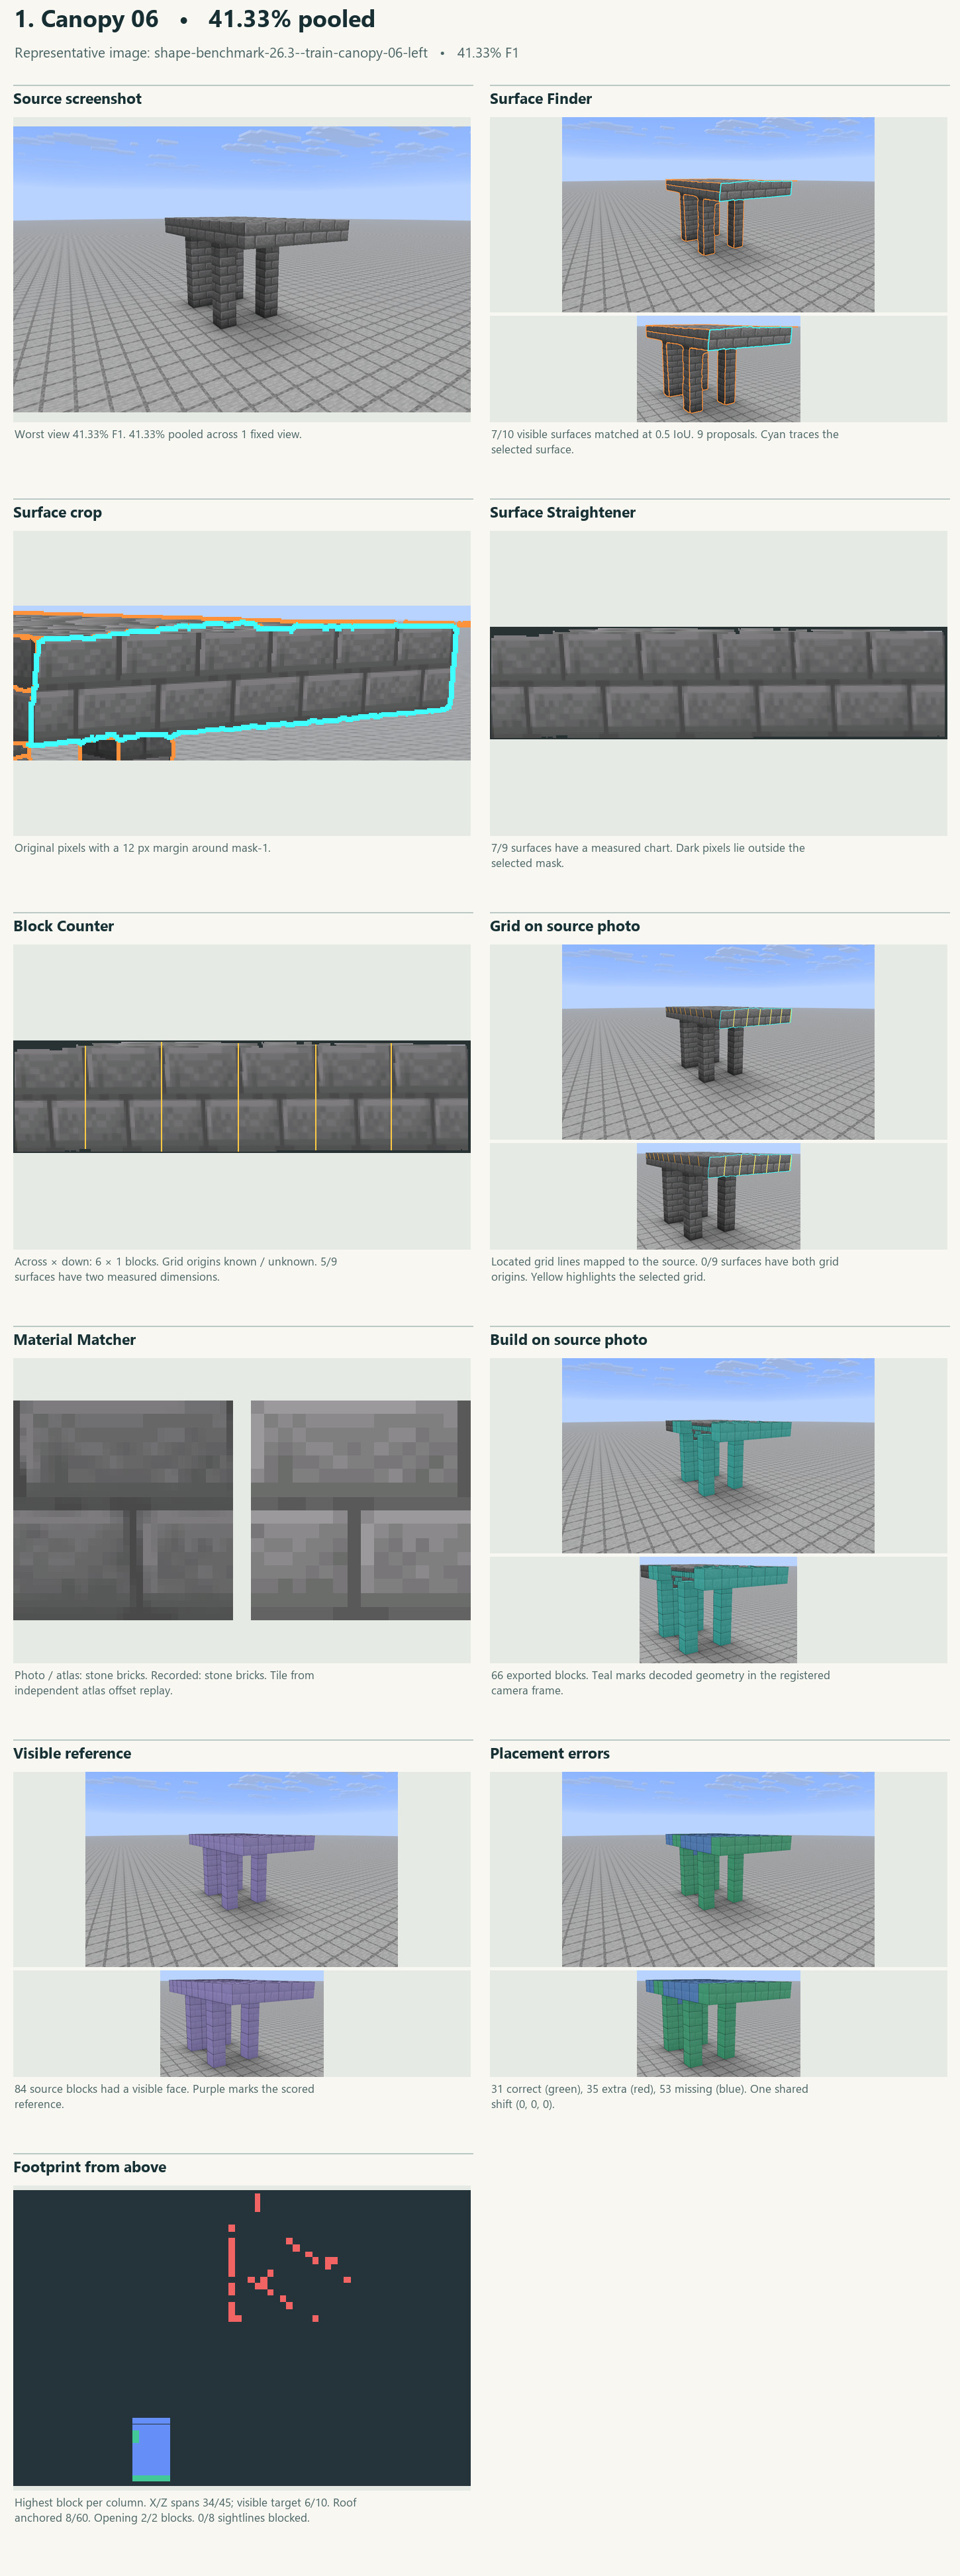 1. Canopy 06 • 41.33% pooled
Representative image: shape-benchmark-26.3--train-canopy-06-left • 41.33% F1
Source screenshot
Surface Finder
Worst view 41.33% F1. 41.33% pooled across 1 fixed view.
7/10 visible surfaces matched at 0.5 IoU. 9 proposals. Cyan traces the
selected surface.
Surface crop
Surface Straightener
Original pixels with a 12 px margin around mask-1.
7/9 surfaces have a measured chart. Dark pixels lie outside the
selected mask.
Block Counter
Grid on source photo
Across × down: 6 × 1 blocks. Grid origins known / unknown. 5/9
surfaces have two measured dimensions.
Located grid lines mapped to the source. 0/9 surfaces have both grid
origins. Yellow highlights the selected grid.
Material Matcher
Build on source photo
Photo / atlas: stone bricks. Recorded: stone bricks. Tile from
independent atlas offset replay.
66 exported blocks. Teal marks decoded geometry in the registered
camera frame.
Visible reference
Placement errors
84 source blocks had a visible face. Purple marks the scored
reference.
31 correct (green), 35 extra (red), 53 missing (blue). One shared
shift (0, 0, 0).
Footprint from above
Highest block per column. X/Z spans 34/45; visible target 6/10. Roof
anchored 8/60. Opening 2/2 blocks. 0/8 sightlines blocked.